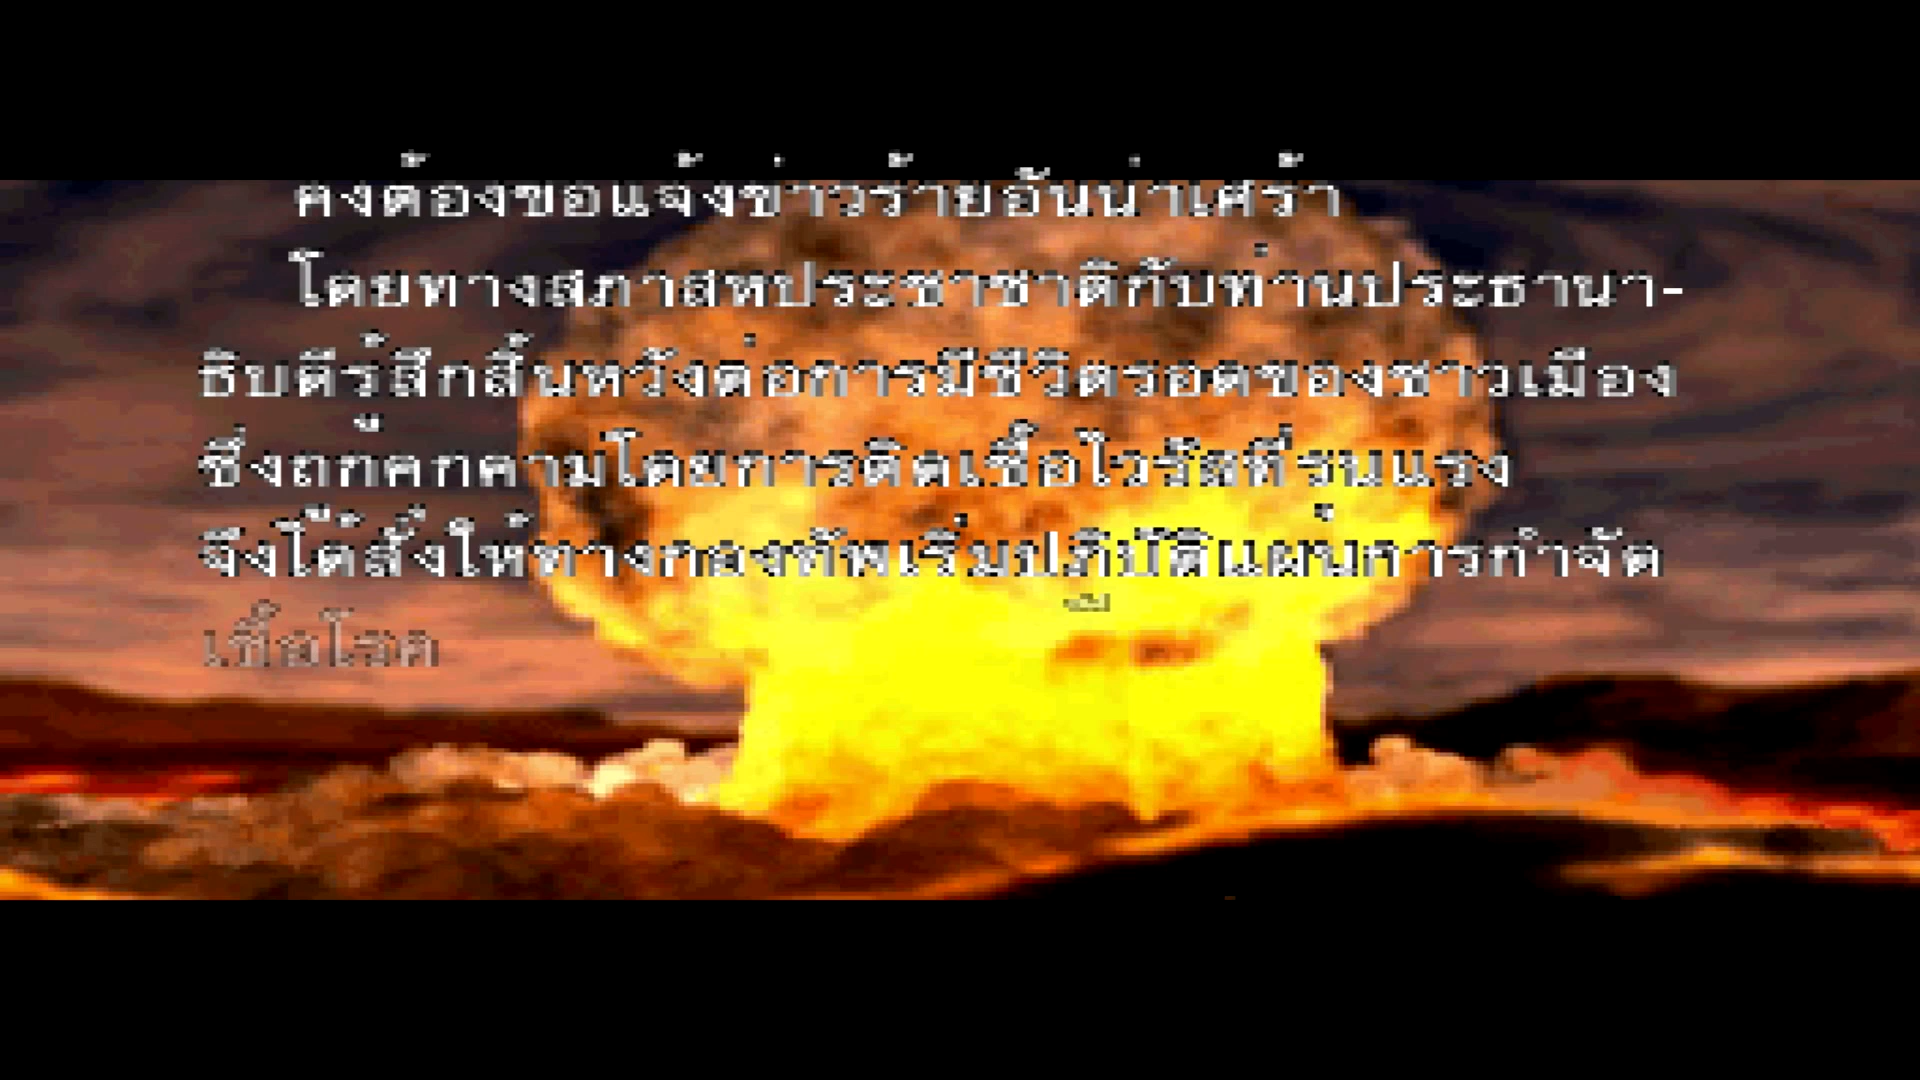 คงต้องขอแจ้งข่าวร้ายอันน่าเศร้า
โดยทางสภาสหประชาชาติกับท่านประธานา-
ธิบดีรู้สึกสิ้นหวังต่อการมีชีวิตรอดของชาวเมือง
ซึ่งถูกคุกคามโดยการติดเชื้อไวรัสที่รุนแรง
จึงได้สั่งให้ทางกองทัพเริ่มปฏิบัติแผนการกำจัด
เชื้อโรค